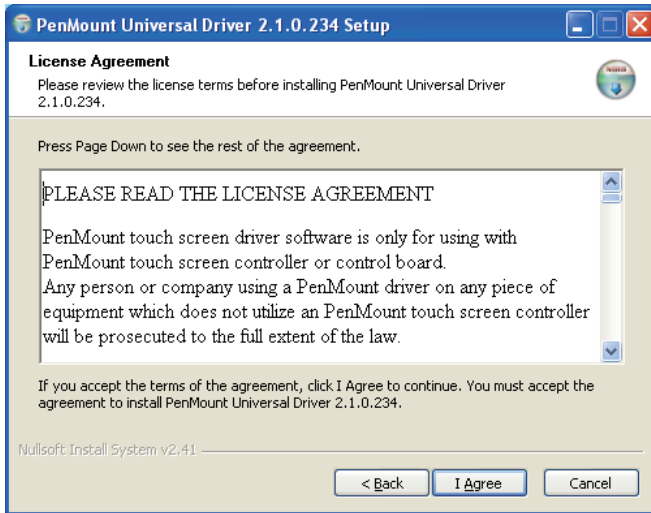 PenMount Universal Driver 2.1.0.234 Setup
License Agreement
Please review the license terms before installing PenMount Universal Driver
2.1.0.234.
Press Page Down to see the rest of the agreement.
PLEASE READ THE LICENSE AGREEMENT
PenMount touch screen driver software is only for using with
PenMount touch screen controller or control board.
Any person or company using a PenMount driver on any piece of
equipment which does not utilize an PenMount touch screen controller
will be prosecuted to the full extent of the law.
If you accept the terms of the agreement, click I Agree to continue. You must accept the
agreement to install PenMount Universal Driver 2.1.0.234.
Nullsoft Install System v2.41
< Back I Agree Cancel